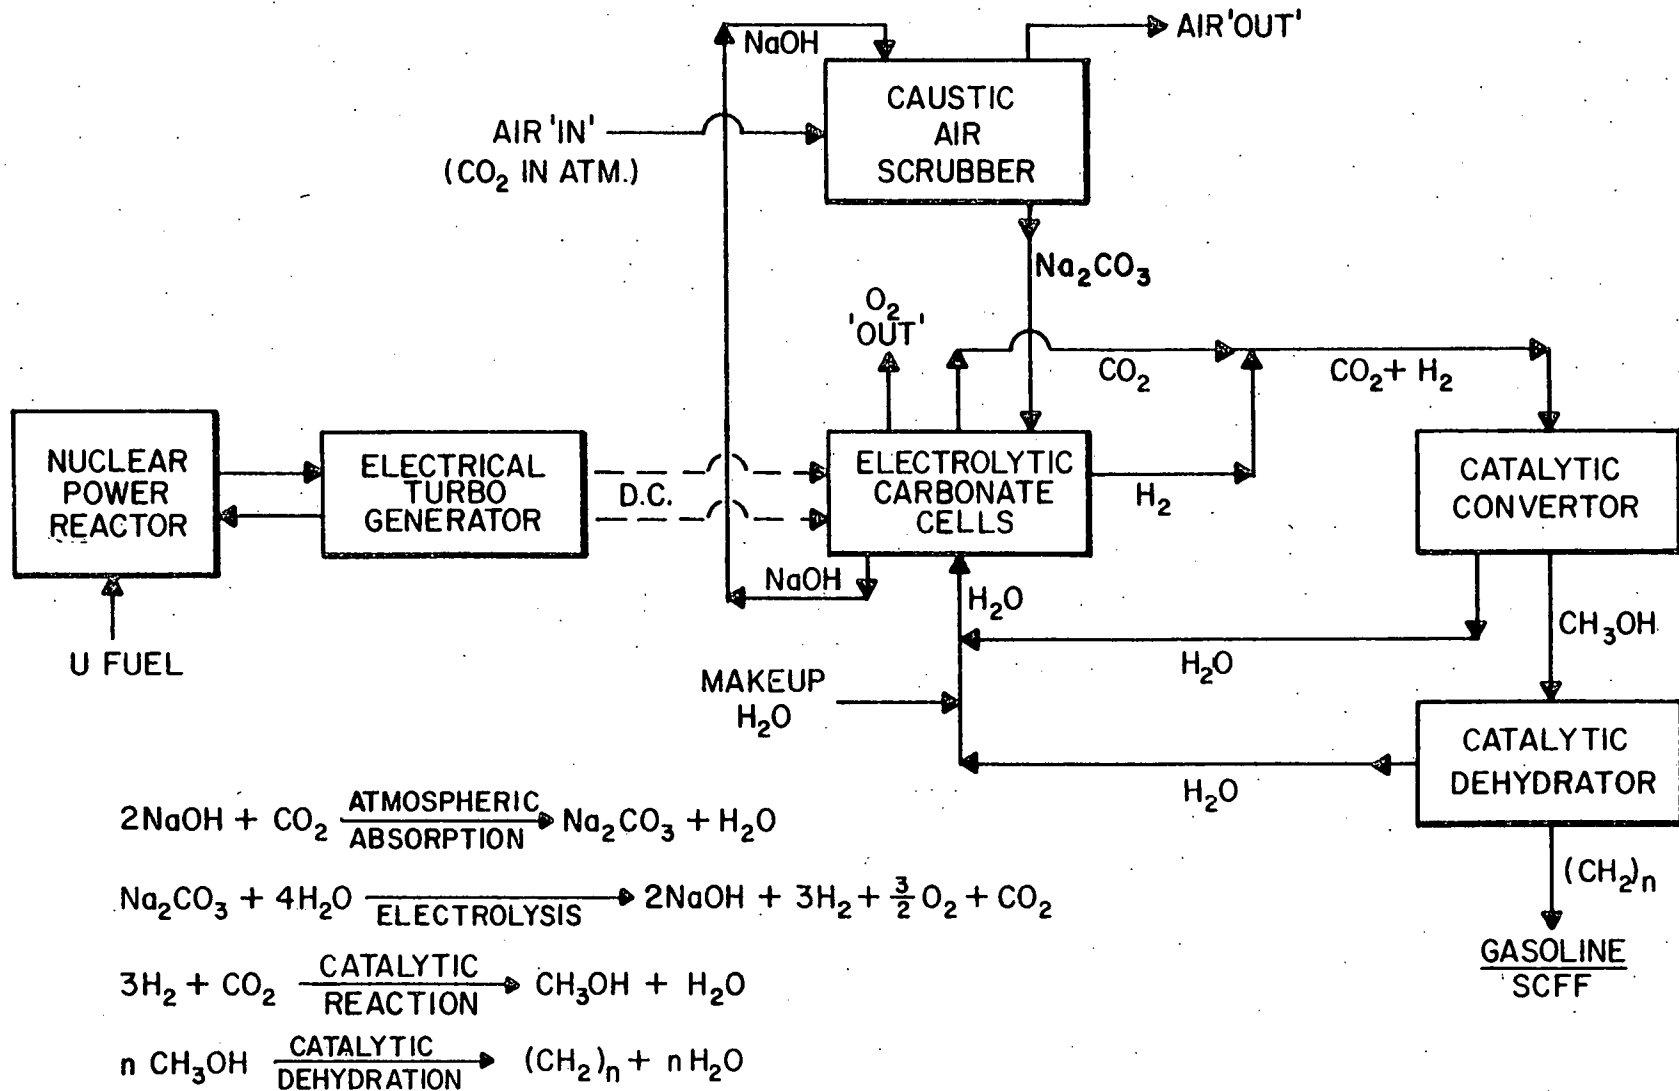 NaOH
AIR 'OUT'
CAUSTIC
AIR
SCRUBBER
AIR 'IN'
(CO₂ IN ATM.)
Na₂CO₃
O₂
'OUT'
CO₂
CO₂ + H₂
NUCLEAR
POWER
REACTOR
ELECTRICAL
TURBO
GENERATOR
D.C.
ELECTROLYTIC
CARBONATE
CELLS
H₂
CATALYTIC
CONVERTOR
NaOH
H₂O
U FUEL
H₂O
CH₃OH
MAKEUP
H₂O
H₂O
CATALYTIC
DEHYDRATOR
(CH₂)ₙ
GASOLINE
SCFF
2NaOH + CO₂ ATMOSPHERIC ABSORPTION → Na₂CO₃ + H₂O
Na₂CO₃ + 4H₂O ELECTROLYSIS → 2NaOH + 3H₂ + 3/2 O₂ + CO₂
3H₂ + CO₂ CATALYTIC REACTION → CH₃OH + H₂O
n CH₃OH CATALYTIC DEHYDRATION → (CH₂)ₙ + n H₂O